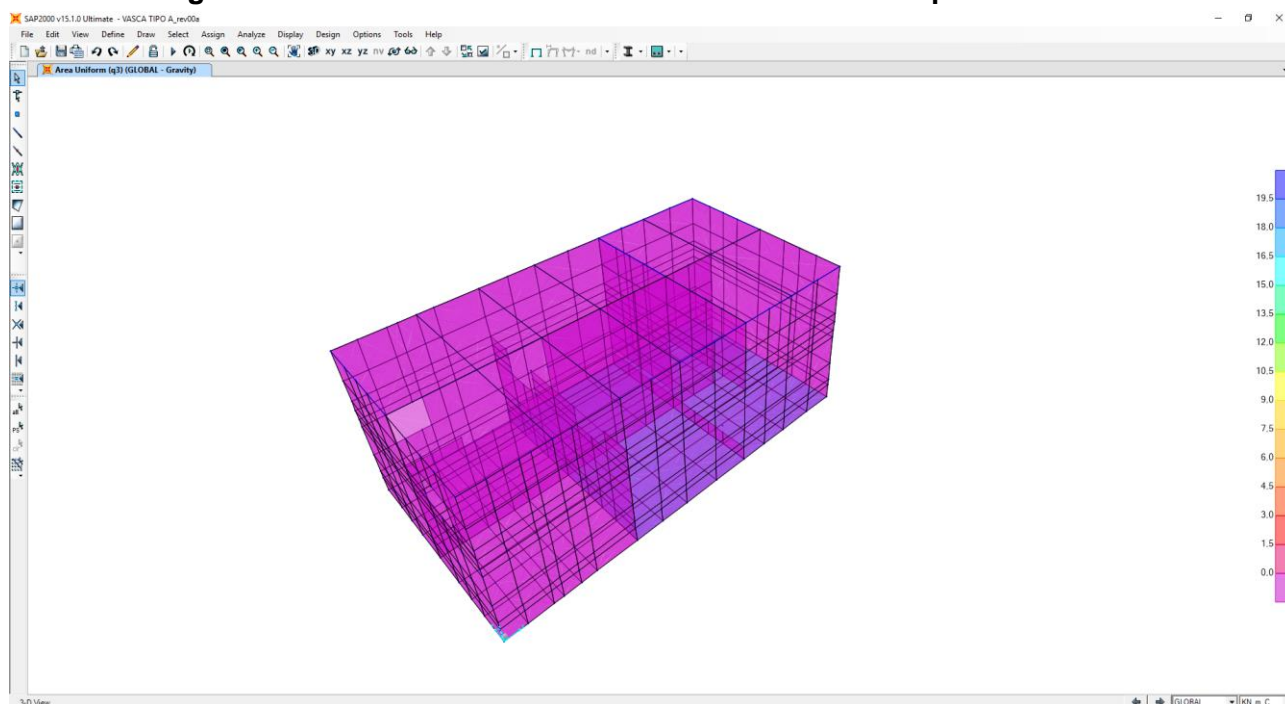 SAP2000 v15.1.0 Ultimate - VASCA TIPO A_rev00a
File Edit View Define Draw Select Assign Analyze Display Design Options Tools Help
xy xz yz nv nd
Area Uniform (q3) (GLOBAL - Gravity)
19.5
18.0
16.5
15.0
13.5
12.0
10.5
9.0
7.5
6.0
4.5
3.0
1.5
0.0
3-D View GLOBAL KN, m, C